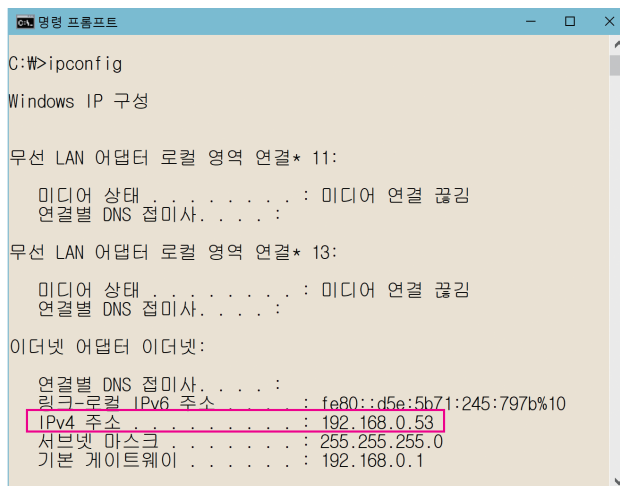 명령 프롬프트
C:₩>ipconfig
Windows IP 구성
무선 LAN 어댑터 로컬 영역 연결* 11:
미디어 상태 . . . . . . . . : 미디어 연결 끊김
연결별 DNS 접미사. . . . :
무선 LAN 어댑터 로컬 영역 연결* 13:
미디어 상태 . . . . . . . . : 미디어 연결 끊김
연결별 DNS 접미사. . . . :
이더넷 어댑터 이더넷:
연결별 DNS 접미사. . . . :
링크-로컬 IPv6 주소 . . . . : fe80::d5e:5b71:245:797b%10
IPv4 주소 . . . . . . . . . : 192.168.0.53
서브넷 마스크 . . . . . . . : 255.255.255.0
기본 게이트웨이 . . . . . . : 192.168.0.1